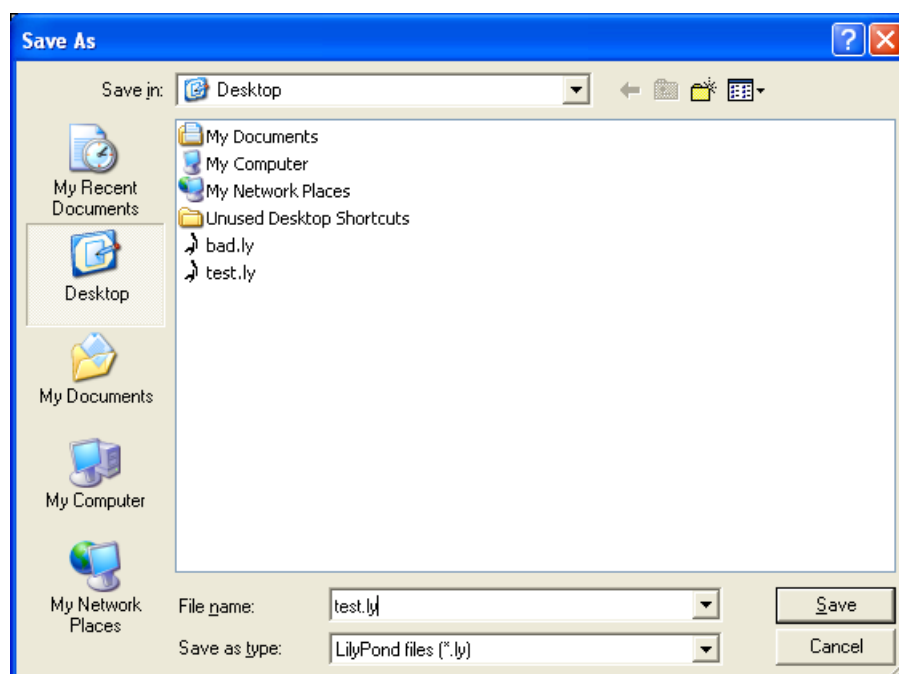 Save As
Save in:
Desktop
My Recent
Documents
Desktop
My Documents
My Computer
My Network
Places
My Documents
My Computer
My Network Places
Unused Desktop Shortcuts
bad.ly
test.ly
File name:
test.ly
Save
Save as type:
LilyPond files (*.ly)
Cancel